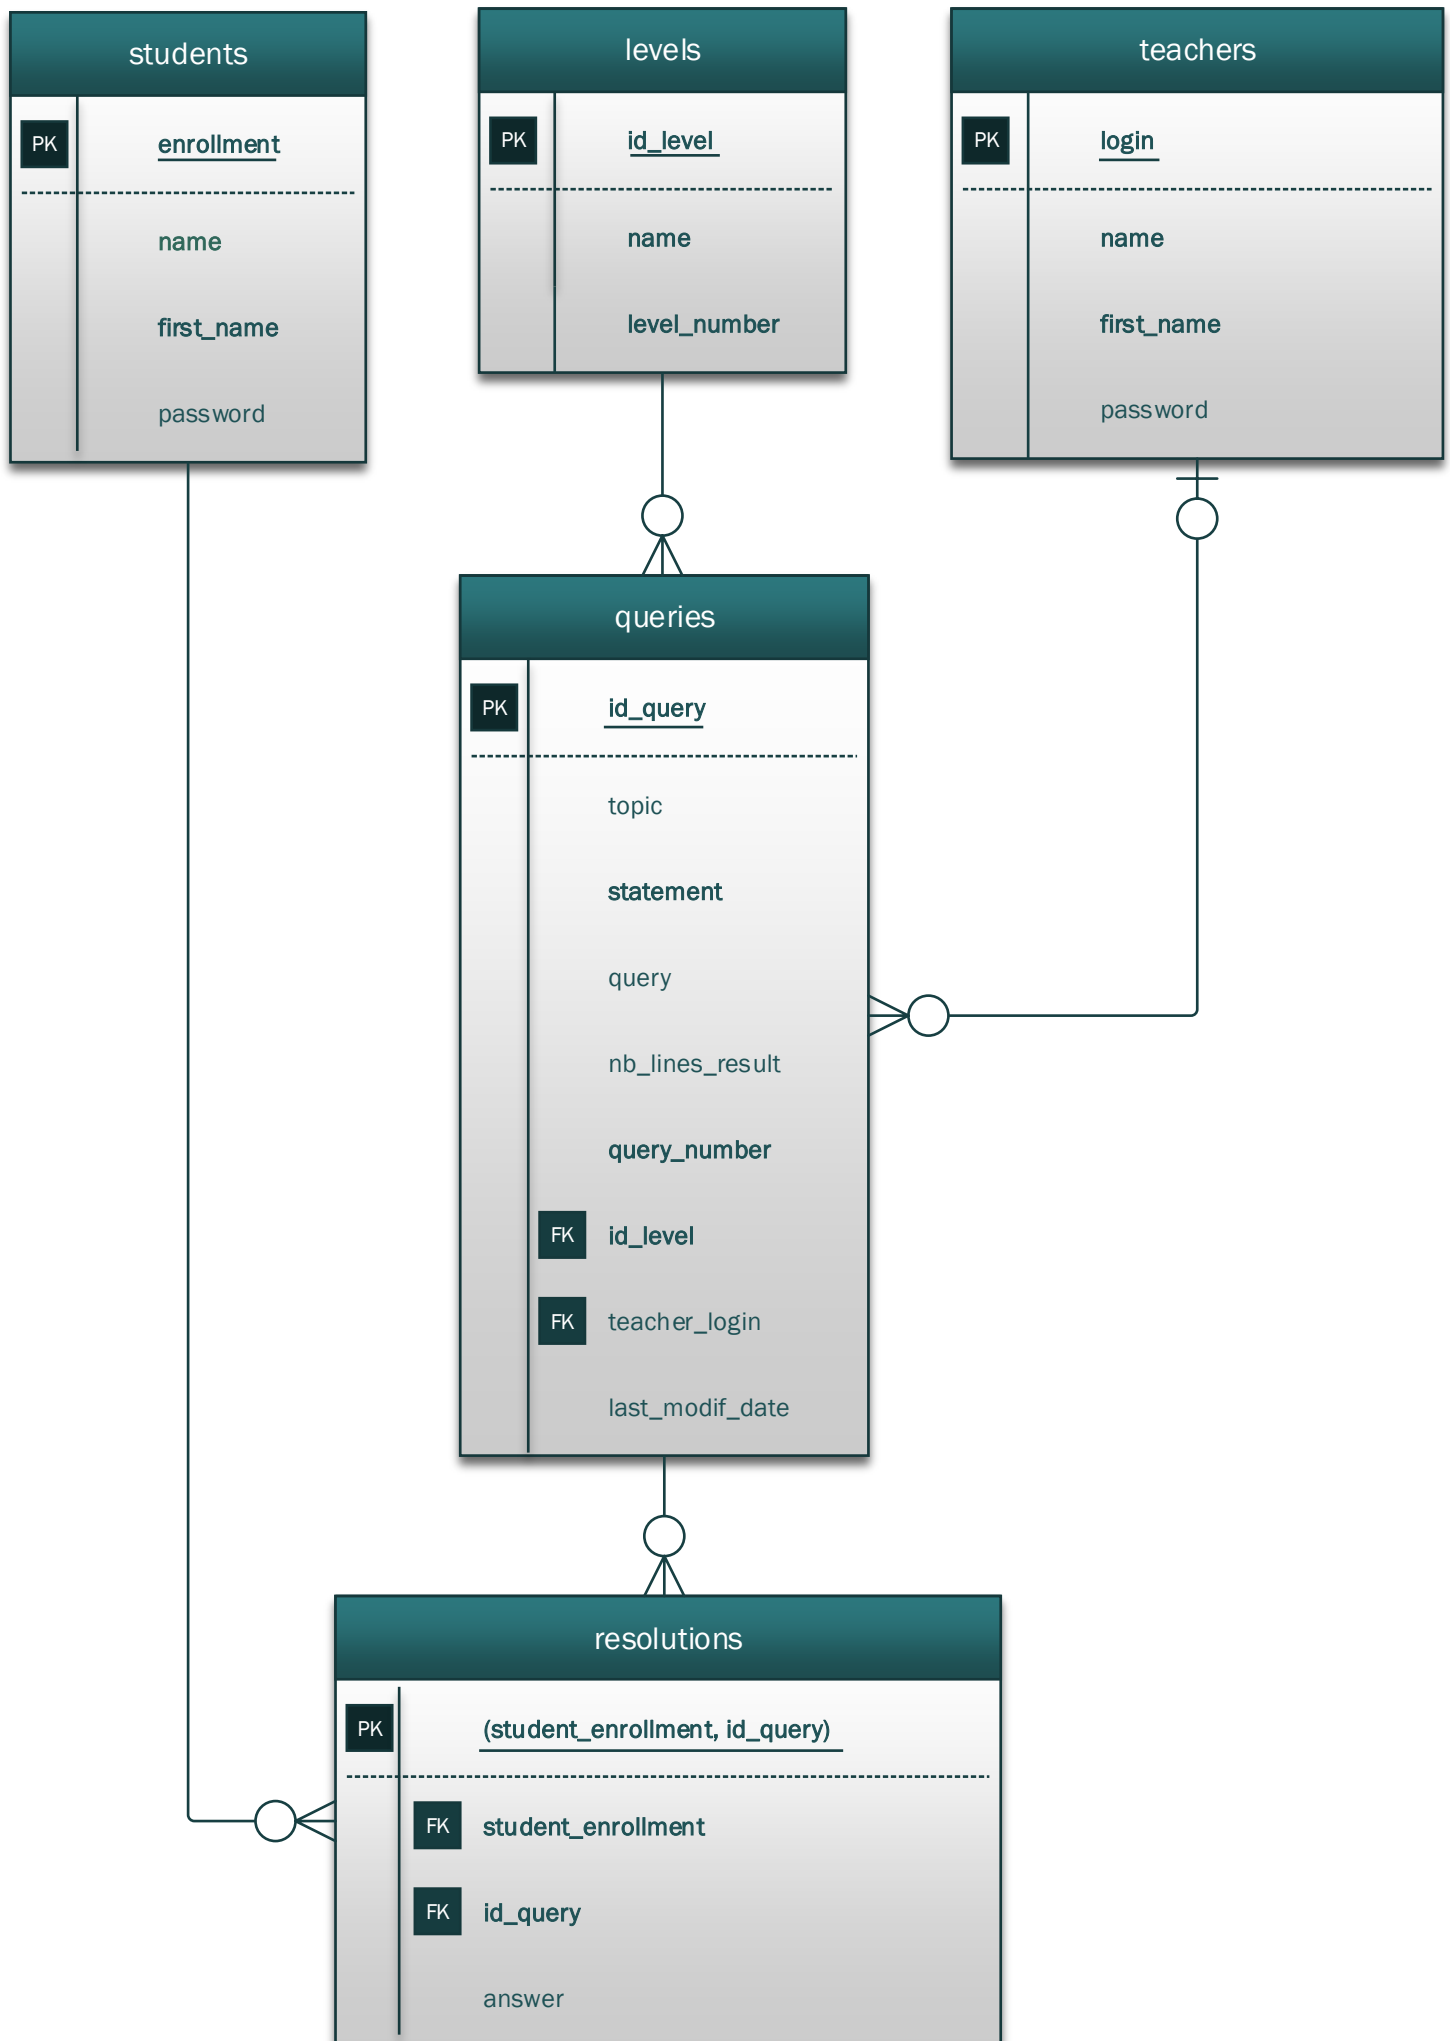 students
PK enrollment
name
first_name
password
levels
PK id_level
name
level_number
teachers
PK login
name
first_name
password
queries
PK id_query
topic
statement
query
nb_lines_result
query_number
FK id_level
FK teacher_login
last_modif_date
resolutions
PK (student_enrollment, id_query)
FK student_enrollment
FK id_query
answer